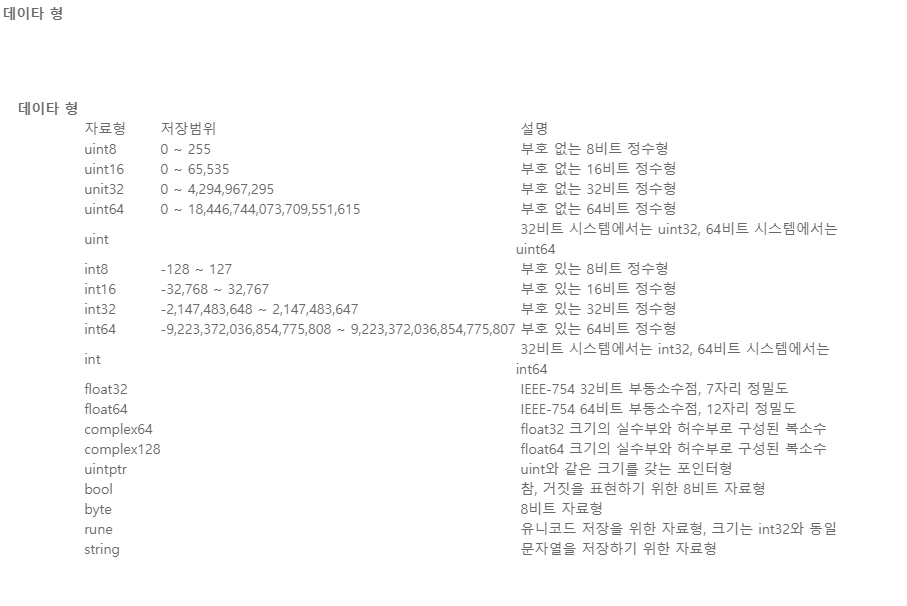 데이타 형
데이타 형
자료형 저장범위 설명
uint8 0 ~ 255 부호 없는 8비트 정수형
uint16 0 ~ 65,535 부호 없는 16비트 정수형
unit32 0 ~ 4,294,967,295 부호 없는 32비트 정수형
uint64 0 ~ 18,446,744,073,709,551,615 부호 없는 64비트 정수형
uint 32비트 시스템에서는 uint32, 64비트 시스템에서는
uint64
int8 -128 ~ 127 부호 있는 8비트 정수형
int16 -32,768 ~ 32,767 부호 있는 16비트 정수형
int32 -2,147,483,648 ~ 2,147,483,647 부호 있는 32비트 정수형
int64 -9,223,372,036,854,775,808 ~ 9,223,372,036,854,775,807 부호 있는 64비트 정수형
int 32비트 시스템에서는 int32, 64비트 시스템에서는
int64
float32 IEEE-754 32비트 부동소수점, 7자리 정밀도
float64 IEEE-754 64비트 부동소수점, 12자리 정밀도
complex64 float32 크기의 실수부와 허수부로 구성된 복소수
complex128 float64 크기의 실수부와 허수부로 구성된 복소수
uintptr uint와 같은 크기를 갖는 포인터형
bool 참, 거짓을 표현하기 위한 8비트 자료형
byte 8비트 자료형
rune 유니코드 저장을 위한 자료형, 크기는 int32와 동일
string 문자열을 저장하기 위한 자료형